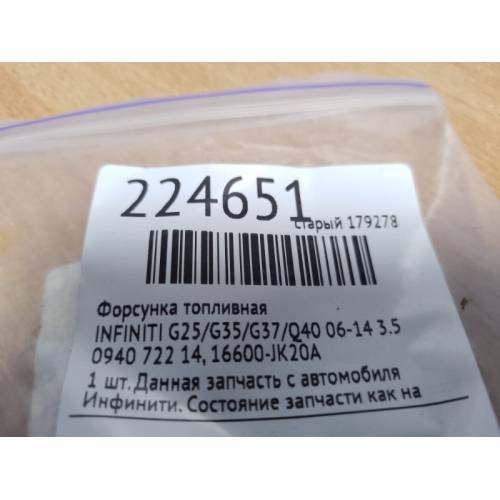 224651
старый 179278
Форсунка топливная
INFINITI G25/G35/G37/Q40 06-14 3.5
0940 722 14, 16600-JK20A
1 шт. Данная запчасть с автомобиля
Инфинити. Состояние запчасти как на